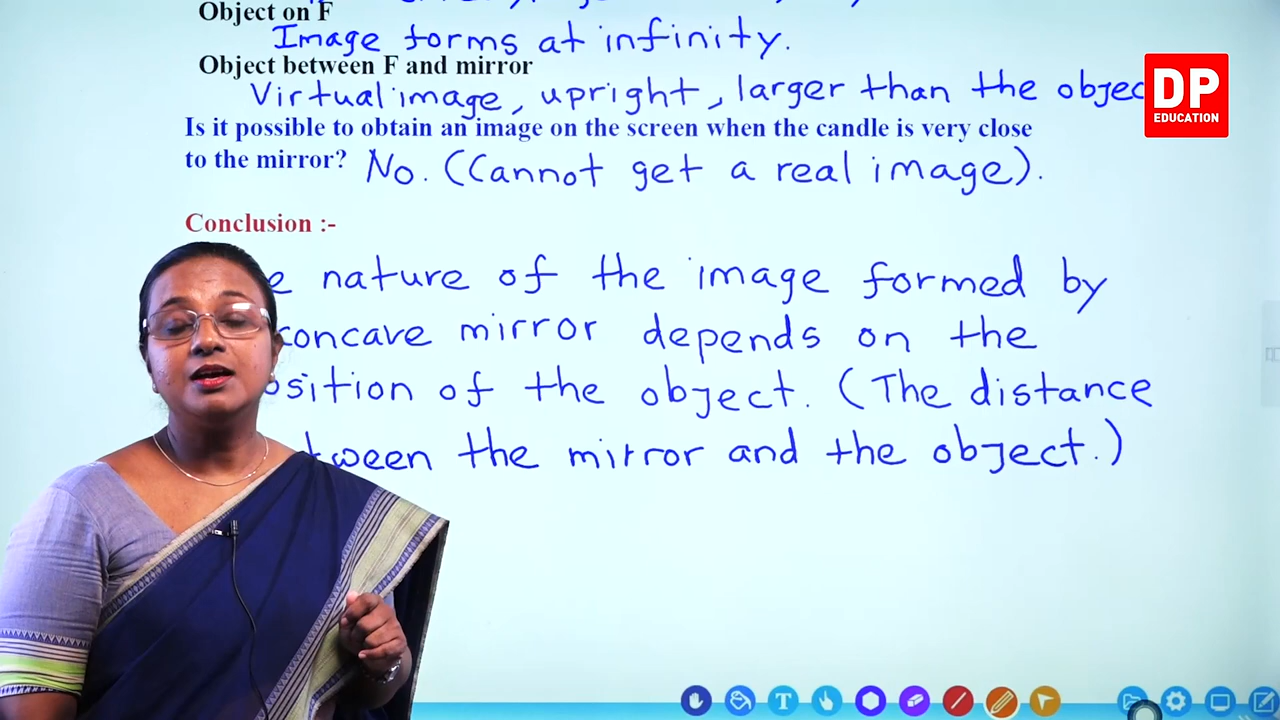 Object on F
Image forms at infinity.
Object between F and mirror
Virtual image, upright, larger than the objec
DP
EDUCATION
Is it possible to obtain an image on the screen when the candle is very close
to the mirror? No. (Cannot get a real image).
Conclusion :-
e nature of the image formed by
concave mirror depends on the
osition of the object. (The distance
tween the mirror and the object.)
T